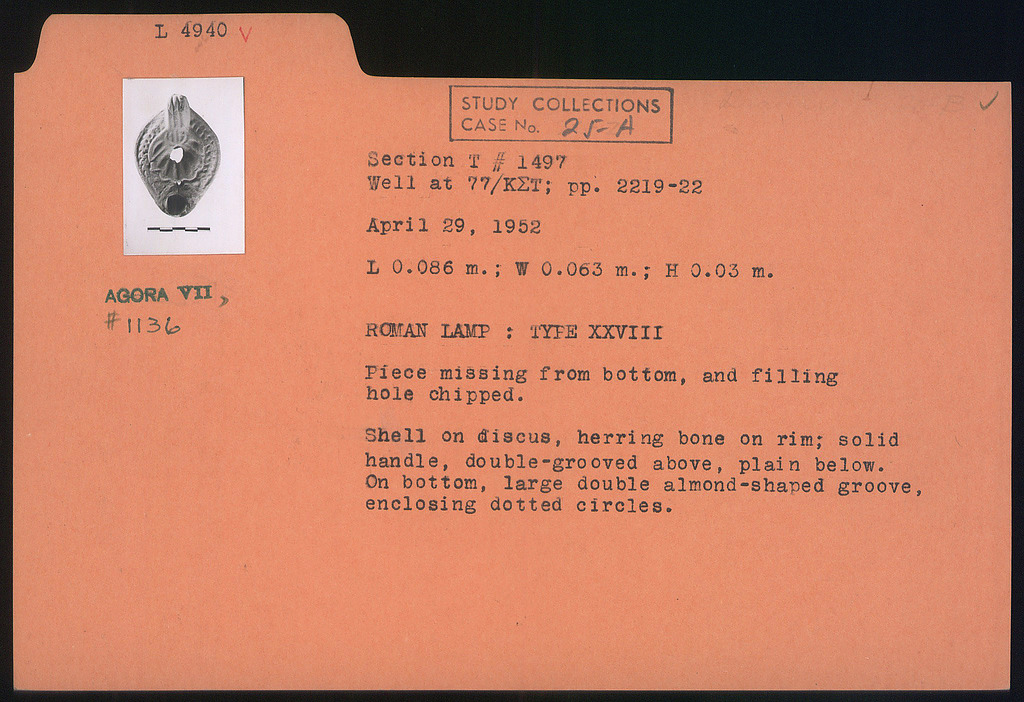 L 4940 V
STUDY COLLECTIONS
CASE No. 25-A
Section T # 1497
Well at 77/ΚΣΤ; pp. 2219-22
April 29, 1952
L 0.086 m.; W 0.063 m.; H 0.03 m.
AGORA VII,
#1136
ROMAN LAMP : TYPE XXVIII
Piece missing from bottom, and filling
hole chipped.
Shell on discus, herring bone on rim; solid
handle, double-grooved above, plain below.
On bottom, large double almond-shaped groove,
enclosing dotted circles.